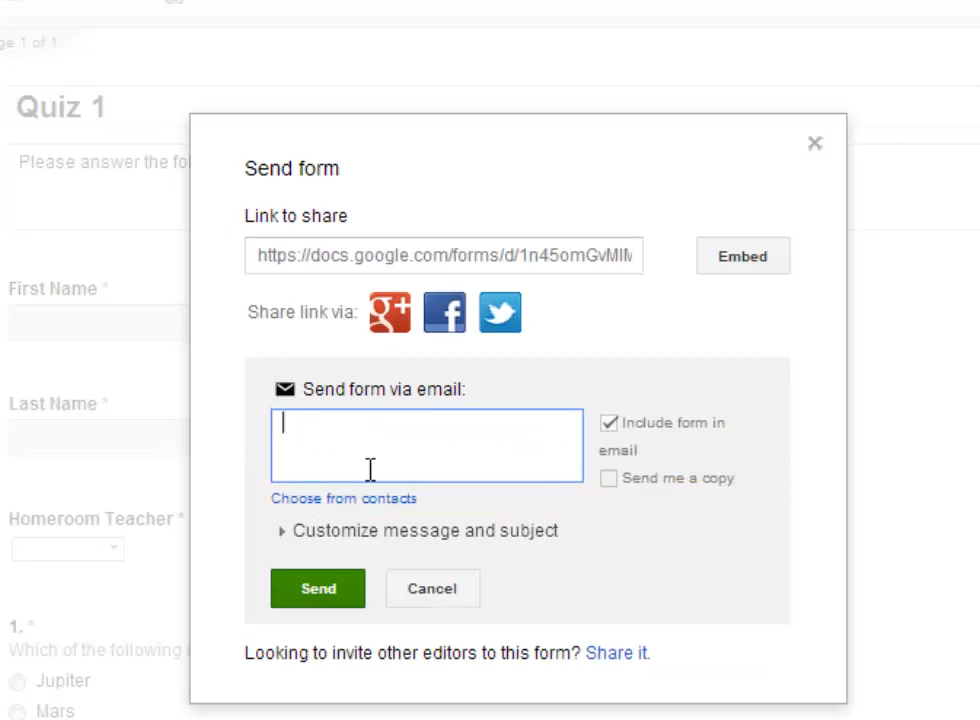 age 1 of 1
Quiz 1
Please answer the fo
Send form
Link to share
https://docs.google.com/forms/d/1n45omGvMIM
Embed
First Name *
Share link via: g+ f
Send form via email:
Last Name *
Include form in
email
Send me a copy
Choose from contacts
Homeroom Teacher *
Customize message and subject
Send
Cancel
1. *
Which of the following
Looking to invite other editors to this form? Share it.
Jupiter
Mars